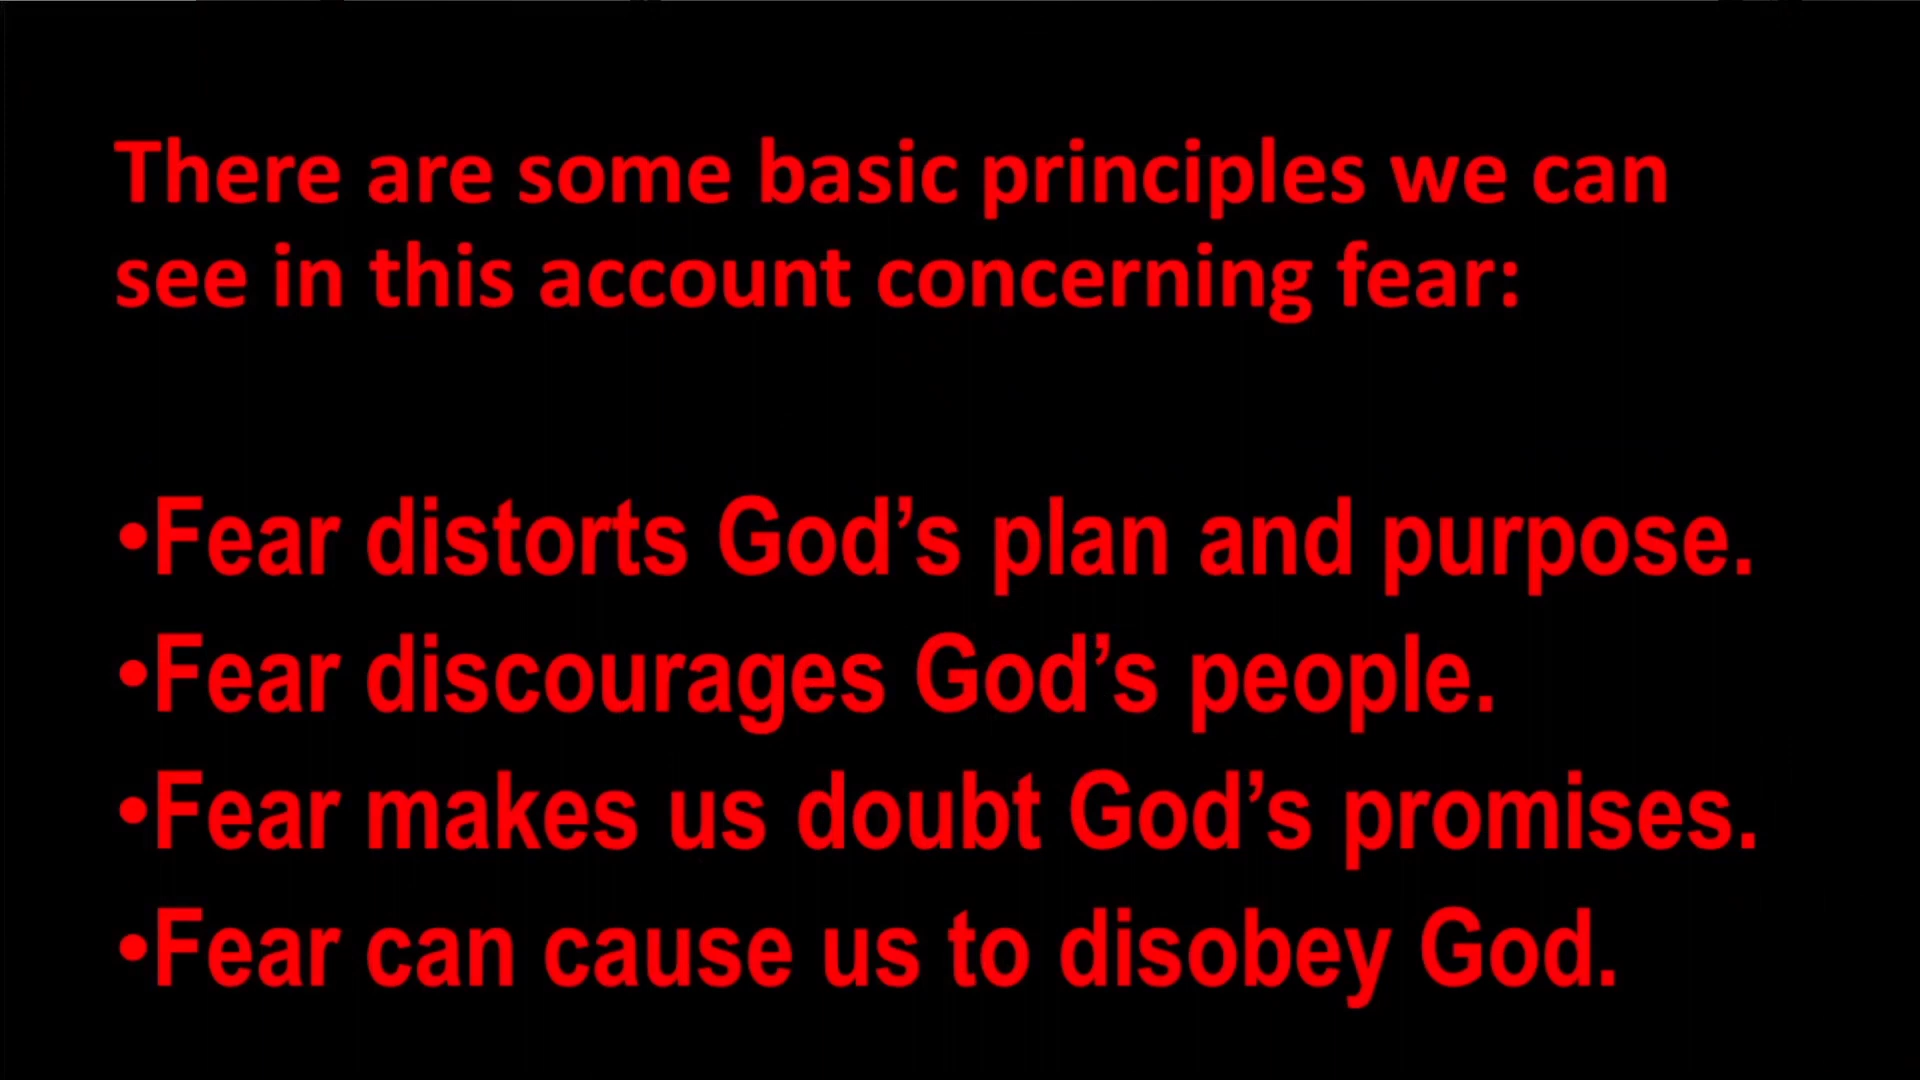 There are some basic principles we can
see in this account concerning fear:
•Fear distorts God’s plan and purpose.
•Fear discourages God’s people.
•Fear makes us doubt God’s promises.
•Fear can cause us to disobey God.